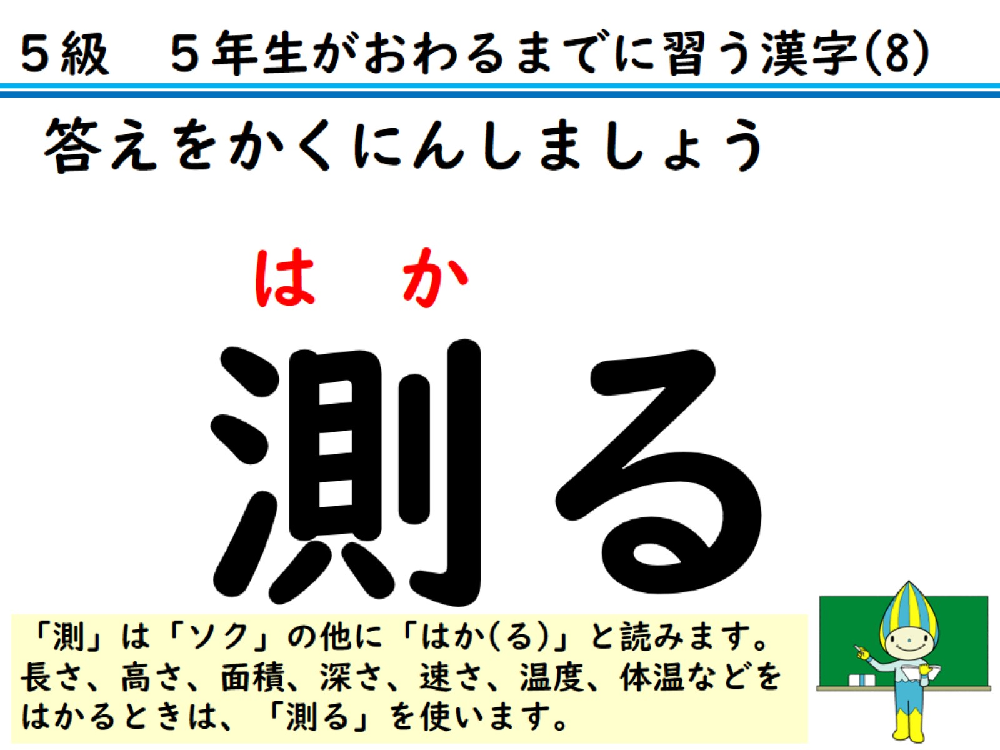 ５級　５年生がおわるまでに習う漢字(8)
答えをかくにんしましょう
は　か
測る
「測」は「ソク」の他に「はか(る)」と読みます。
長さ、高さ、面積、深さ、速さ、温度、体温などを
はかるときは、「測る」を使います。